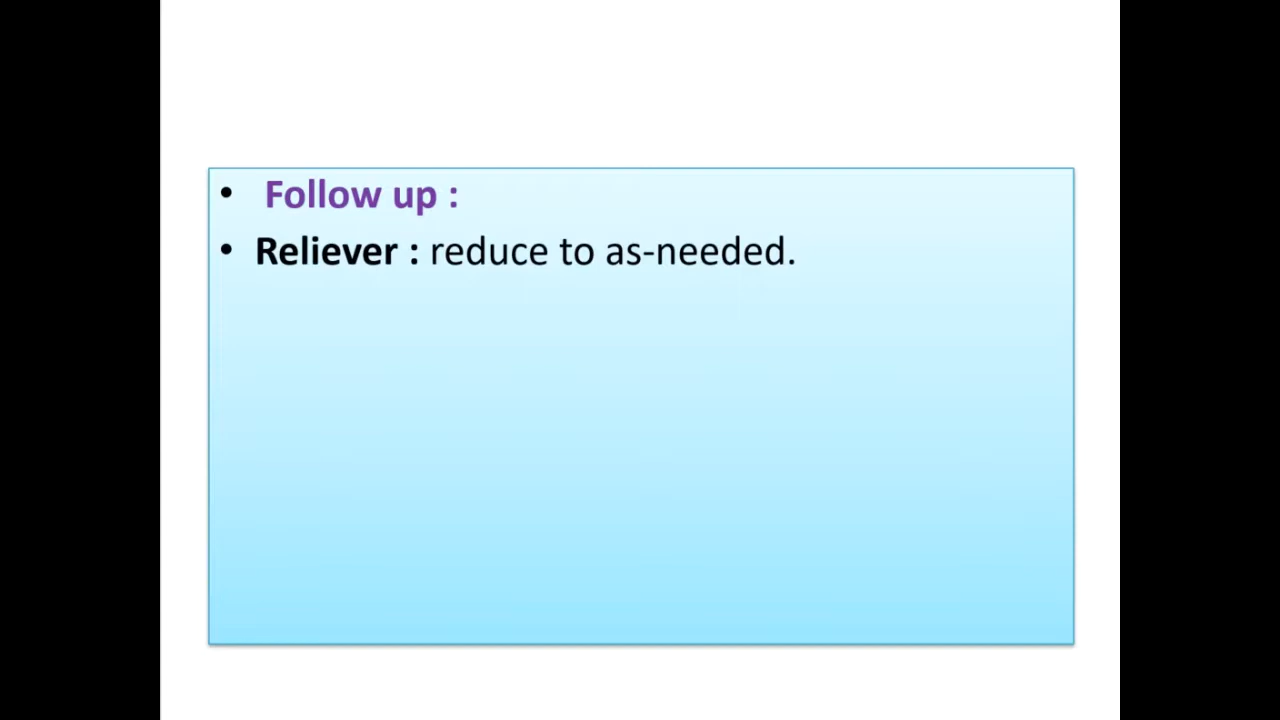 • Follow up :
• Reliever : reduce to as-needed.